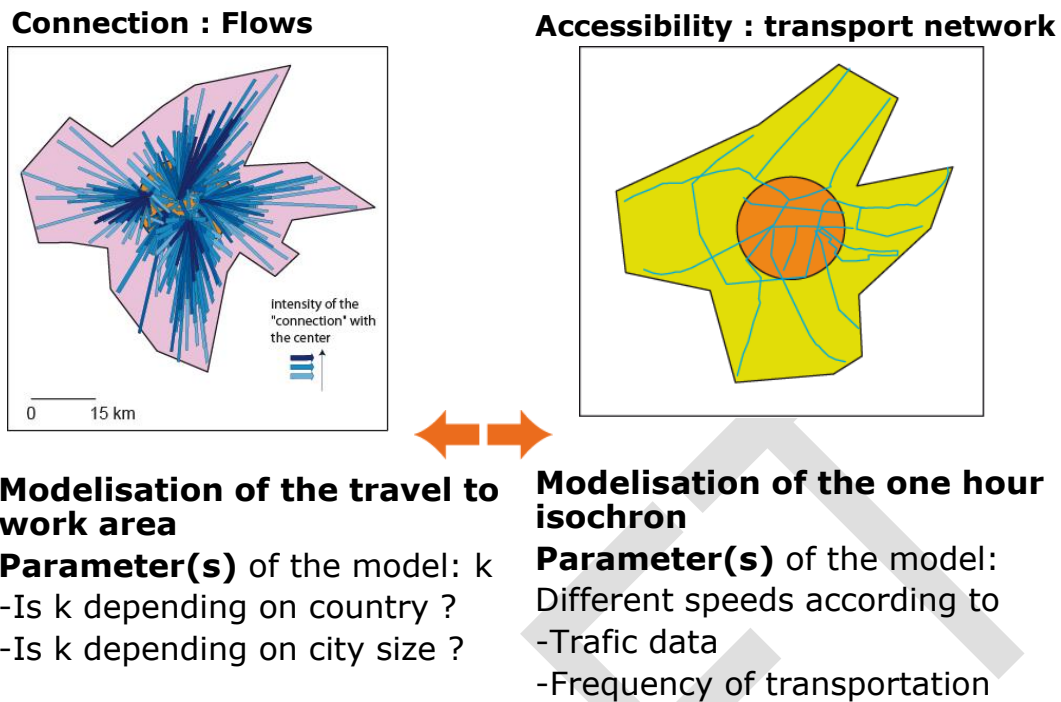 Connection : Flows
Intensity of the
"connection" with
the center
0 15 km
Modelisation of the travel to
work area
Parameter(s) of the model: k
-Is k depending on country ?
-Is k depending on city size ?
Accessibility : transport network
Modelisation of the one hour
isochron
Parameter(s) of the model:
Different speeds according to
-Trafic data
-Frequency of transportation